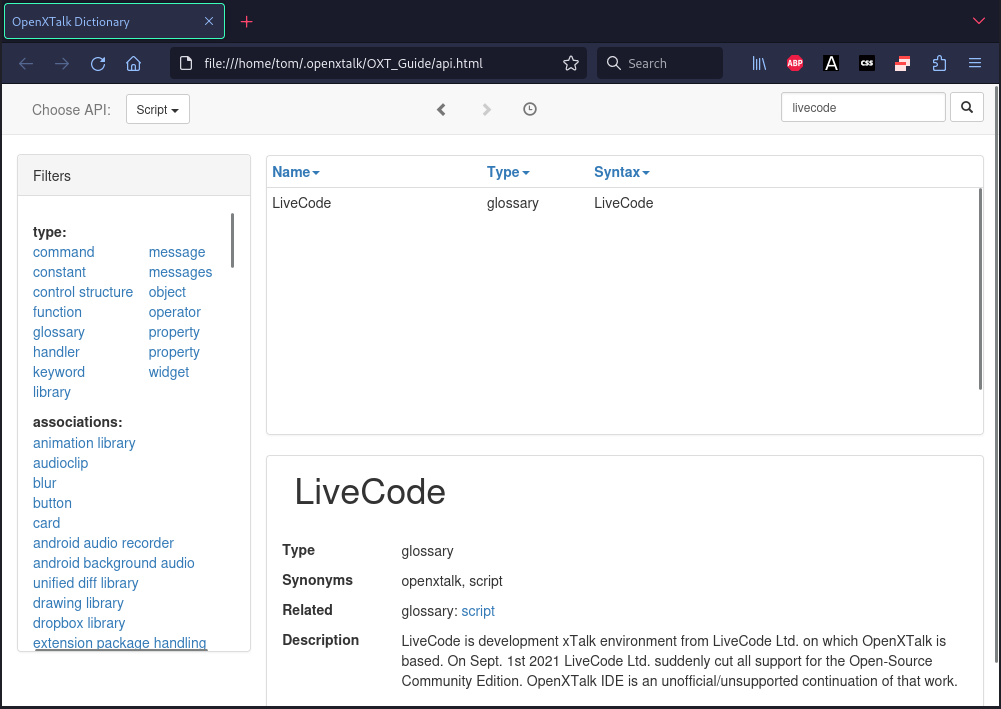 OpenXTalk Dictionary
file:///home/tom/.openxtalk/OXT_Guide/api.html
Search
ABP
A
CSS
Choose API:
Script
livecode
Filters
type:
command message
constant messages
control structure object
function operator
glossary property
handler property
keyword widget
library
associations:
animation library
audioclip
blur
button
card
android audio recorder
android background audio
unified diff library
drawing library
dropbox library
extension package handling
Name Type Syntax
LiveCode glossary LiveCode
LiveCode
Type glossary
Synonyms openxtalk, script
Related glossary: script
Description LiveCode is development xTalk environment from LiveCode Ltd. on which OpenXTalk is
based. On Sept. 1st 2021 LiveCode Ltd. suddenly cut all support for the Open-Source
Community Edition. OpenXTalk IDE is an unofficial/unsupported continuation of that work.